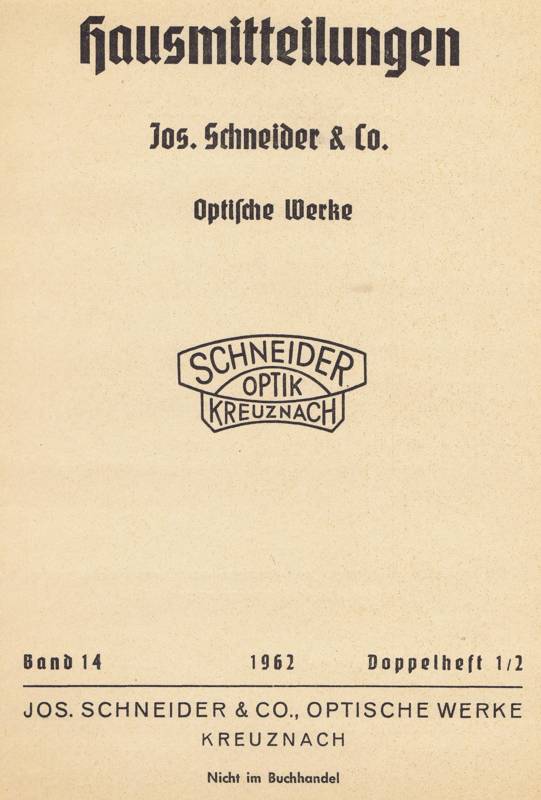 Hausmitteilungen
Jos. Schneider & Co.
Optische Werke
SCHNEIDER
OPTIK
KREUZNACH
Band 14 1962 Doppelheft 1/2
JOS. SCHNEIDER & CO., OPTISCHE WERKE
KREUZNACH
Nicht im Buchhandel